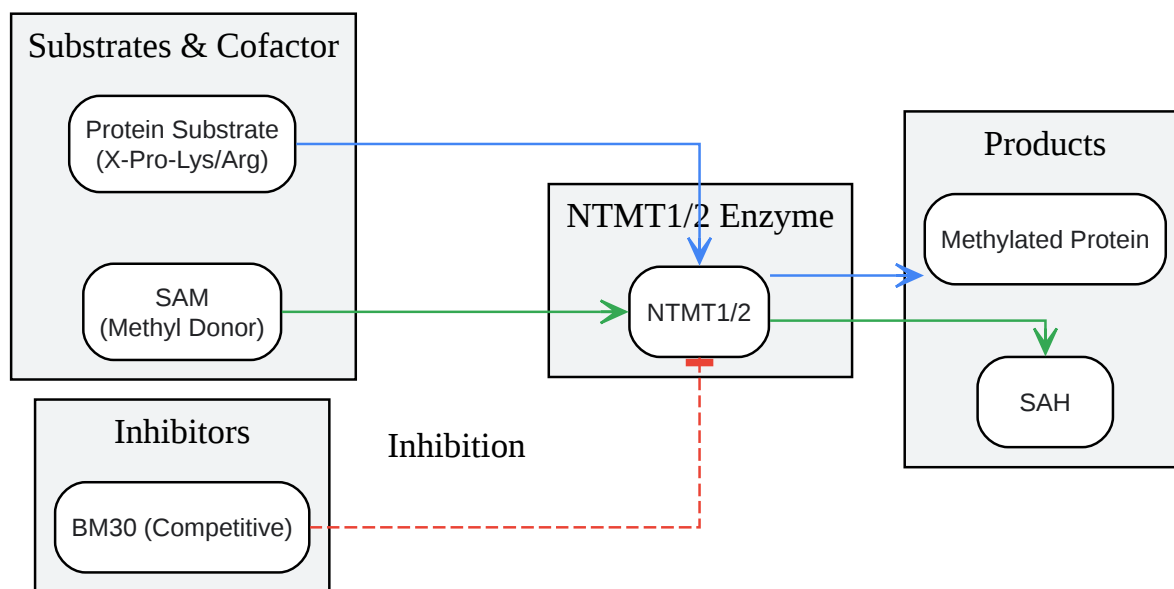 Substrates & Cofactor
Protein Substrate
(X-Pro-Lys/Arg)
SAM
(Methyl Donor)
NTMT1/2 Enzyme
NTMT1/2
Products
Methylated Protein
SAH
Inhibitors
BM30 (Competitive)
Inhibition